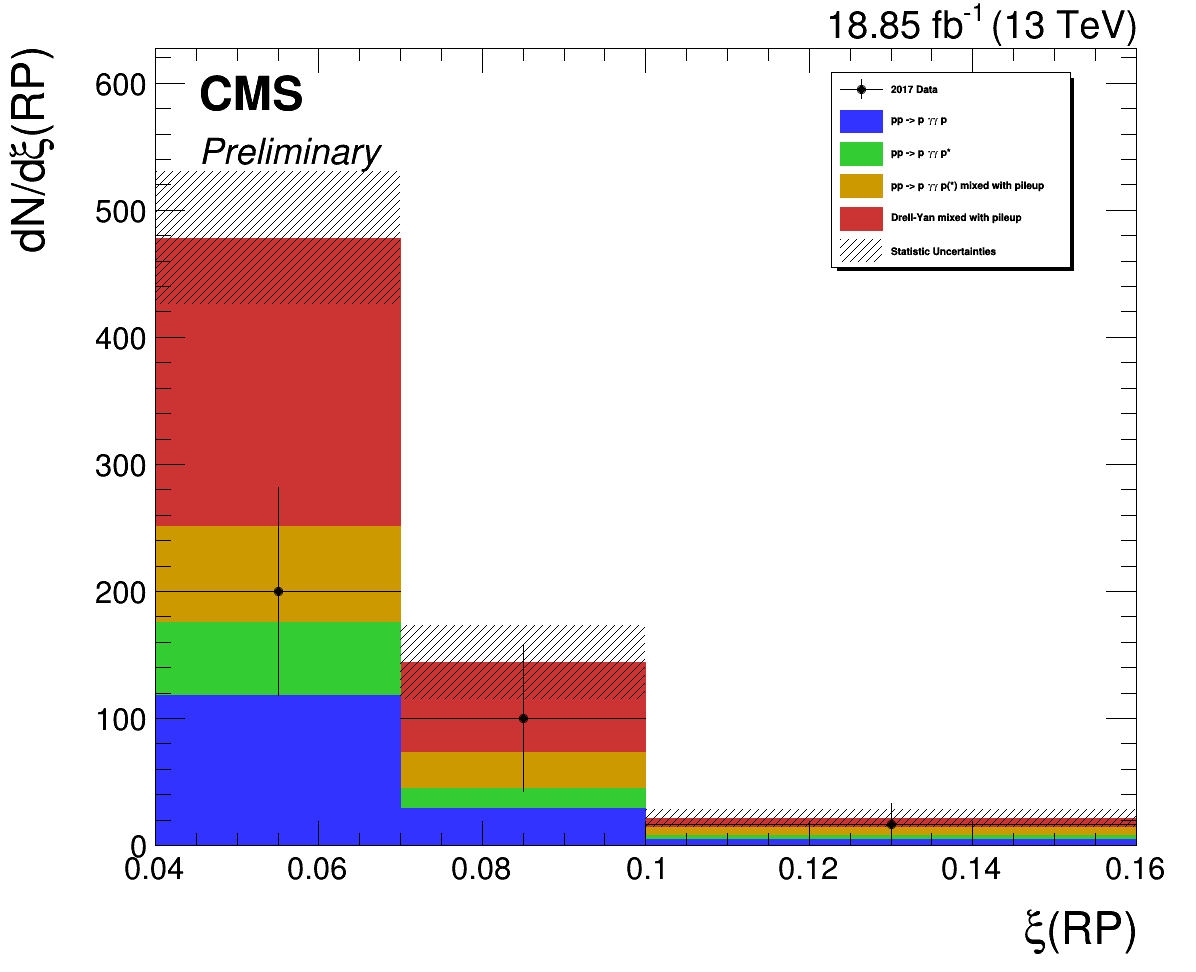 18.85 fb⁻¹ (13 TeV)
dN/dξ(RP)
CMS
Preliminary
2017 Data
pp -> p γγ p
pp -> p γγ p*
pp -> p γγ p(*) mixed with pileup
Drell-Yan mixed with pileup
Statistic Uncertainties
600
500
400
300
200
100
0
0.04 0.06 0.08 0.1 0.12 0.14 0.16
ξ(RP)